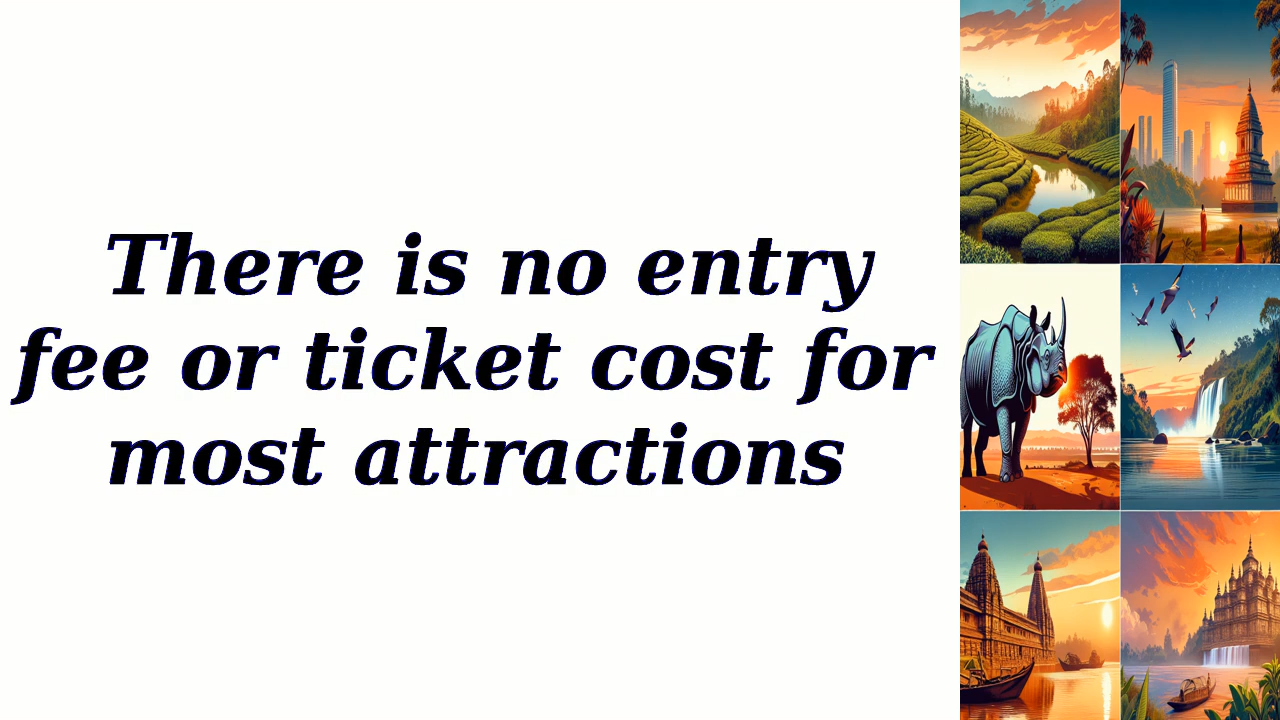 There is no entry
fee or ticket cost for
most attractions